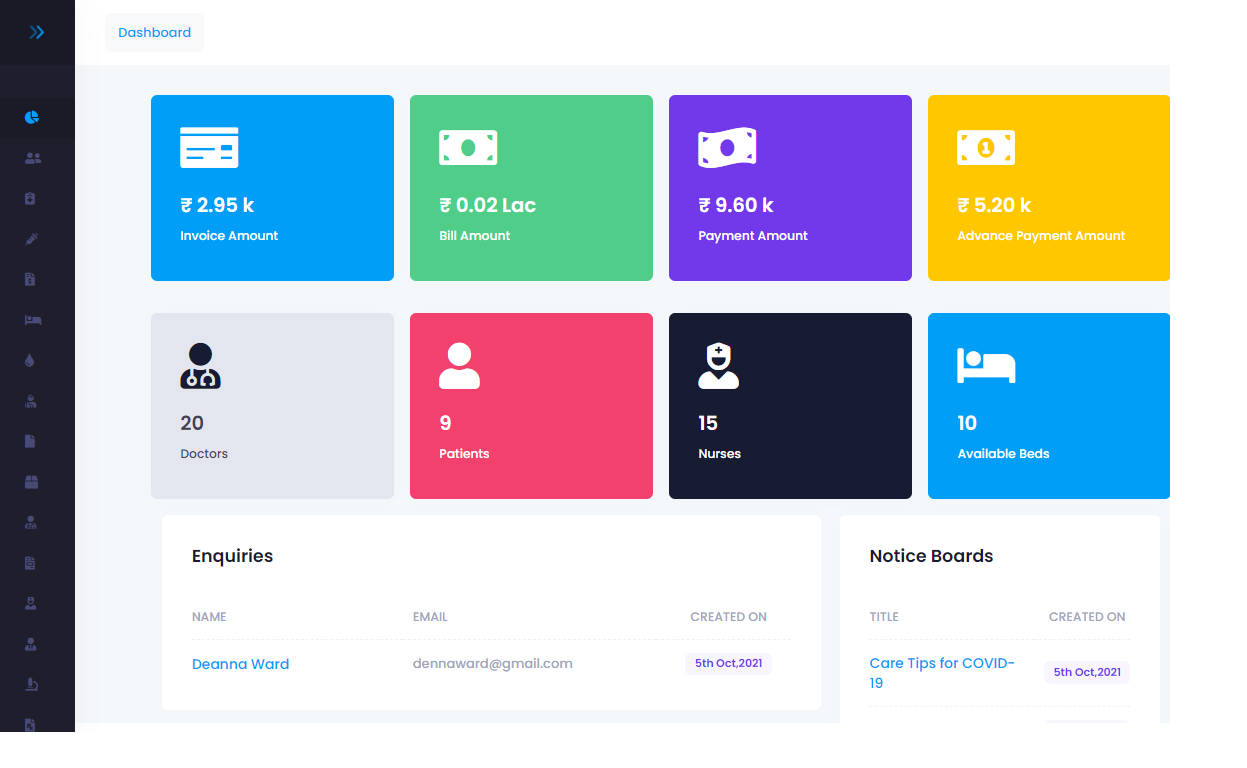 Dashboard
₹ 2.95 k
Invoice Amount
₹ 0.02 Lac
Bill Amount
₹ 9.60 k
Payment Amount
₹ 5.20 k
Advance Payment Amount
20
Doctors
9
Patients
15
Nurses
10
Available Beds
Enquiries
NAME EMAIL CREATED ON
Deanna Ward dennaward@gmail.com 5th Oct,2021
Notice Boards
TITLE CREATED ON
Care Tips for COVID-
19
5th Oct,2021